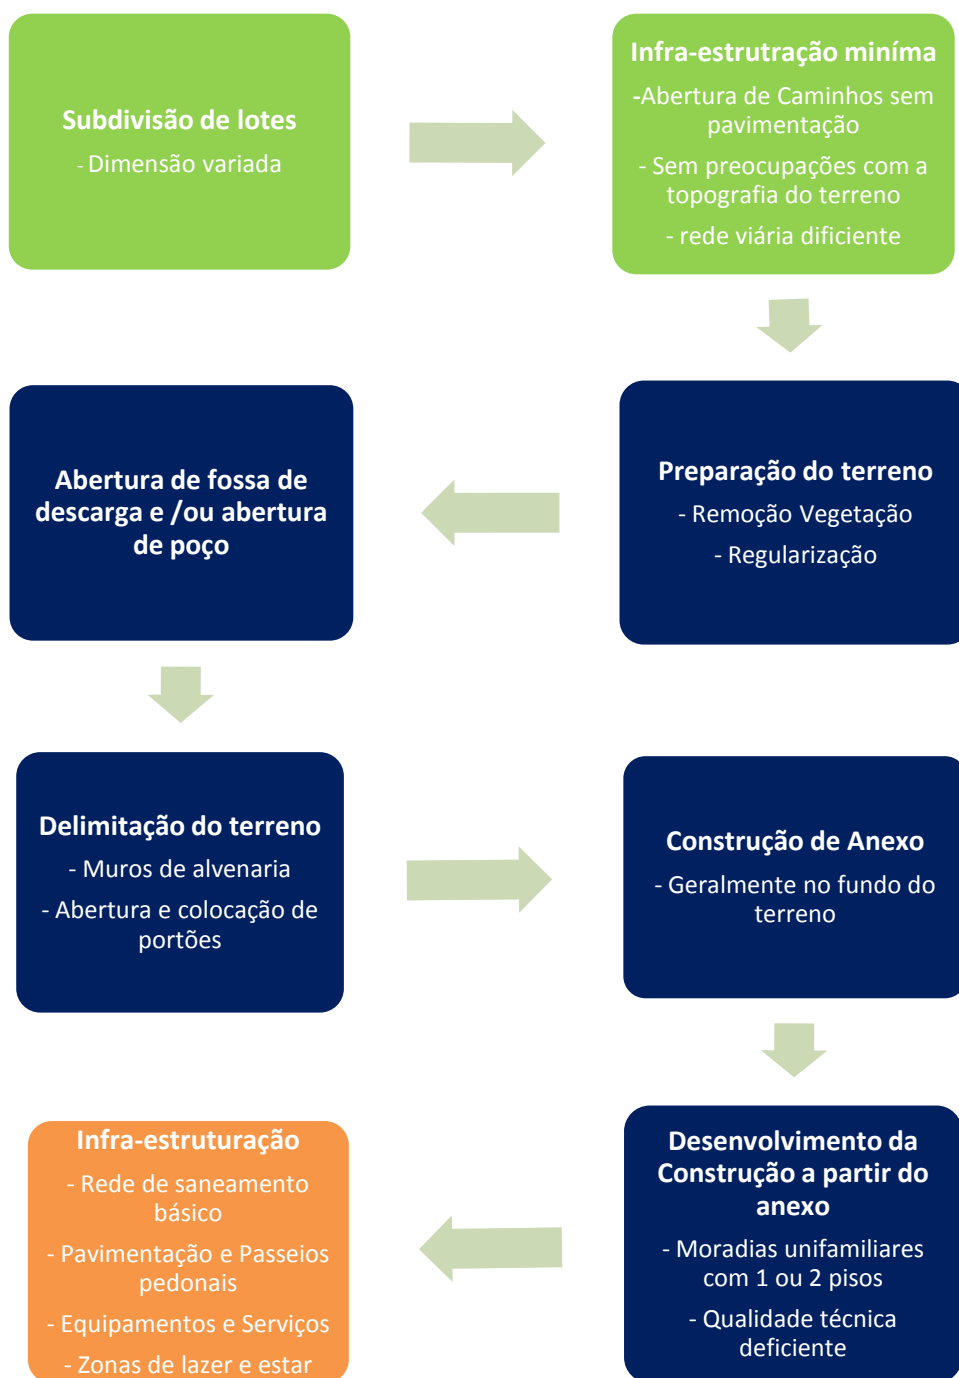 Subdivisão de lotes
- Dimensão variada
Infra-estrutração miníma
-Abertura de Caminhos sem
pavimentação
- Sem preocupações com a
topografia do terreno
- rede viária dificiente
Preparação do terreno
- Remoção Vegetação
- Regularização
Abertura de fossa de
descarga e /ou abertura
de poço
Delimitação do terreno
- Muros de alvenaria
- Abertura e colocação de
portões
Construção de Anexo
- Geralmente no fundo do
terreno
Desenvolvimento da
Construção a partir do
anexo
- Moradias unifamiliares
com 1 ou 2 pisos
- Qualidade técnica
deficiente
Infra-estruturação
- Rede de saneamento
básico
- Pavimentação e Passeios
pedonais
- Equipamentos e Serviços
- Zonas de lazer e estar